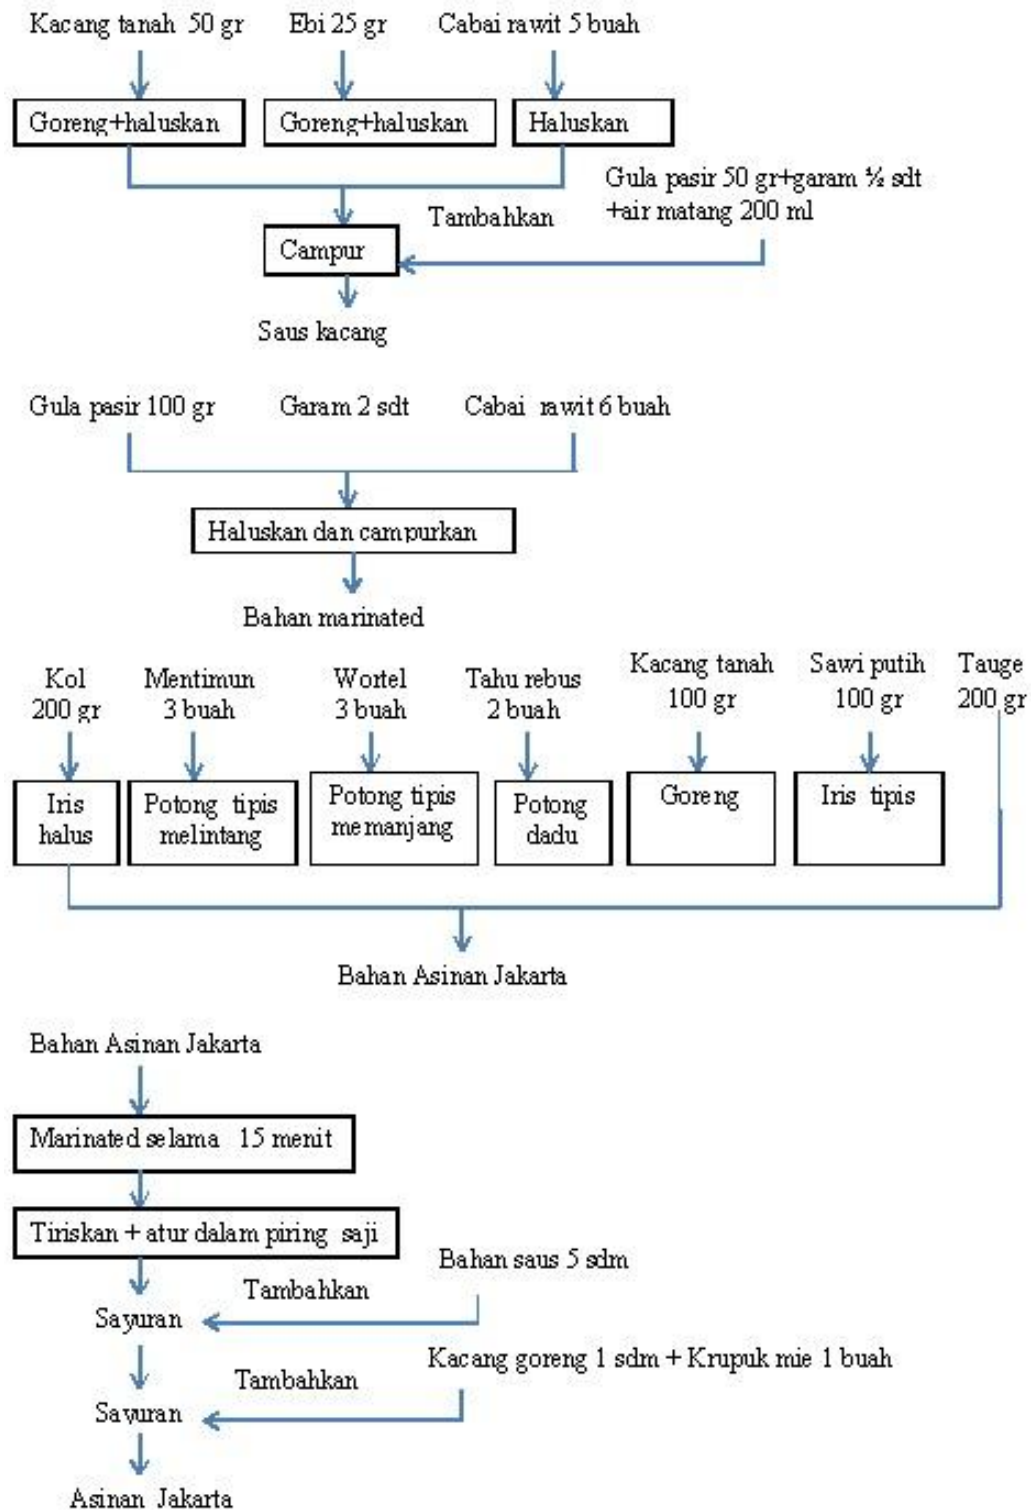 Kacang tanah 50 gr
Ebi 25 gr
Cabai rawit 5 buah
Goreng+haluskan
Goreng+haluskan
Haluskan
Gula pasir 50 gr+garam ½ sdt
+air matang 200 ml
Tambahkan
Campur
Saus kacang
Gula pasir 100 gr
Garam 2 sdt
Cabai rawit 6 buah
Haluskan dan campurkan
Bahan marinated
Kol
200 gr
Mentimun
3 buah
Wortel
3 buah
Tahu rebus
2 buah
Kacang tanah
100 gr
Sawi putih
100 gr
Tauge
200 gr
Iris
halus
Potong tipis
melintang
Potong tipis
memanjang
Potong
dadu
Goreng
Iris tipis
Bahan Asinan Jakarta
Bahan Asinan Jakarta
Marinated selama 15 menit
Tiriskan + atur dalam piring saji
Bahan saus 5 sdm
Tambahkan
Sayuran
Kacang goreng 1 sdm + Krupuk mie 1 buah
Tambahkan
Sayuran
Asinan Jakarta